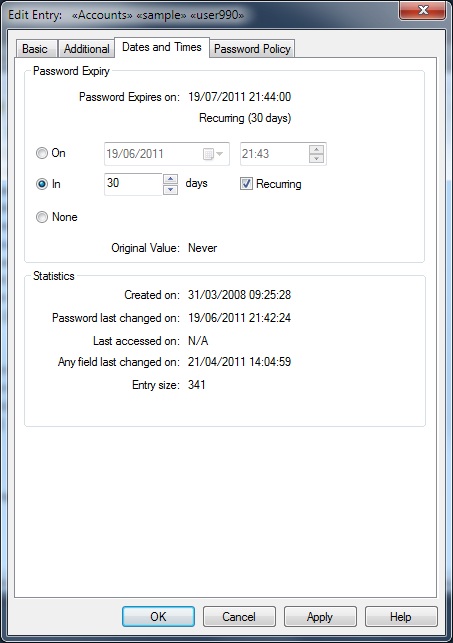 Edit Entry: «Accounts» «sample» «user990»
Basic Additional Dates and Times Password Policy
Password Expiry
Password Expires on: 19/07/2011 21:44:00
Recurring (30 days)
On 19/06/2011 21:43
In 30 days Recurring
None
Original Value: Never
Statistics
Created on: 31/03/2008 09:25:28
Password last changed on: 19/06/2011 21:42:24
Last accessed on: N/A
Any field last changed on: 21/04/2011 14:04:59
Entry size: 341
OK Cancel Apply Help